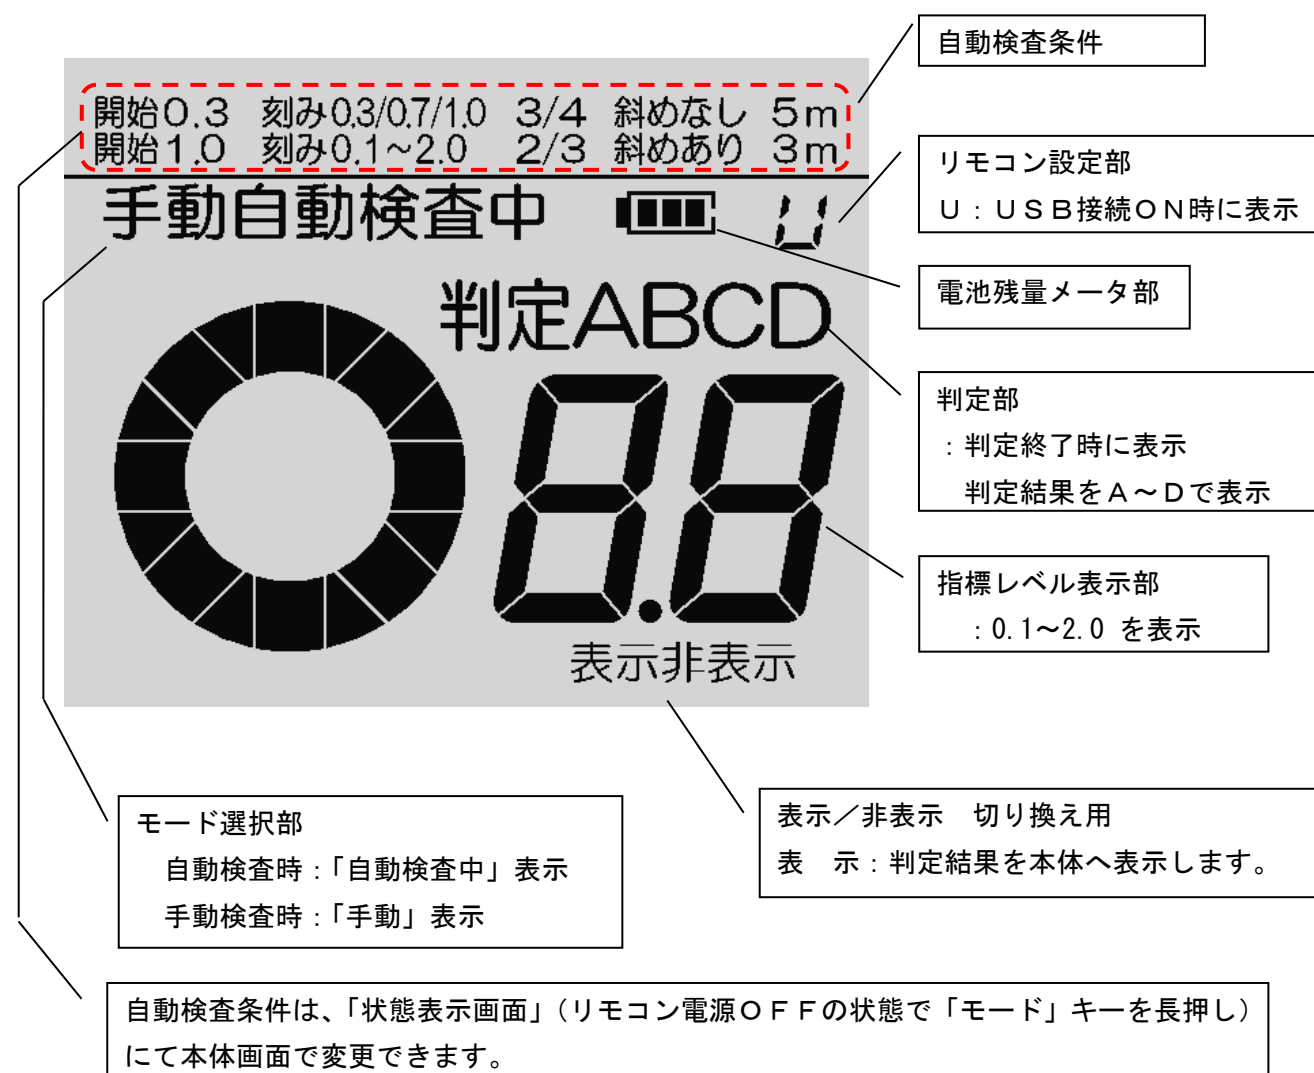 自動検査条件
開始0.3 刻み0.3/0.7/1.0 3/4 斜めなし 5m
開始1.0 刻み0.1~2.0 2/3 斜めあり 3m
リモコン設定部
U:USB接続ON時に表示
手動自動検査中
U
電池残量メータ部
判定ABCD
判定部
:判定終了時に表示
判定結果をA~Dで表示
8.8
指標レベル表示部
:0.1~2.0 を表示
表示非表示
モード選択部
自動検査時:「自動検査中」表示
手動検査時:「手動」表示
表示/非表示 切り換え用
表 示:判定結果を本体へ表示します。
自動検査条件は、「状態表示画面」(リモコン電源OFFの状態で「モード」キーを長押し)
にて本体画面で変更できます。